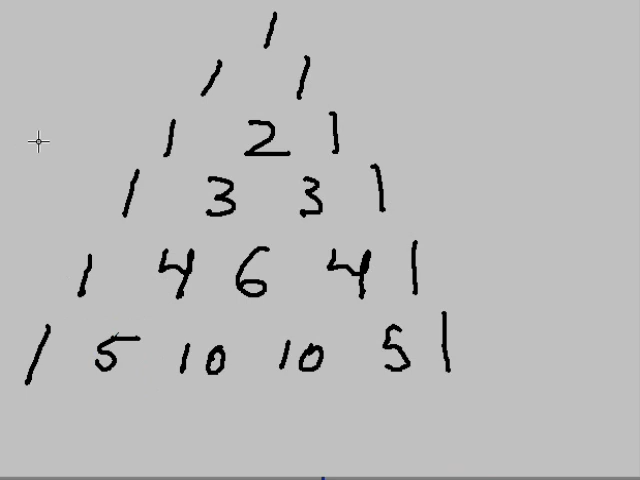 1
1 1
1 2 1
1 3 3 1
1 4 6 4 1
1 5 10 10 5 1